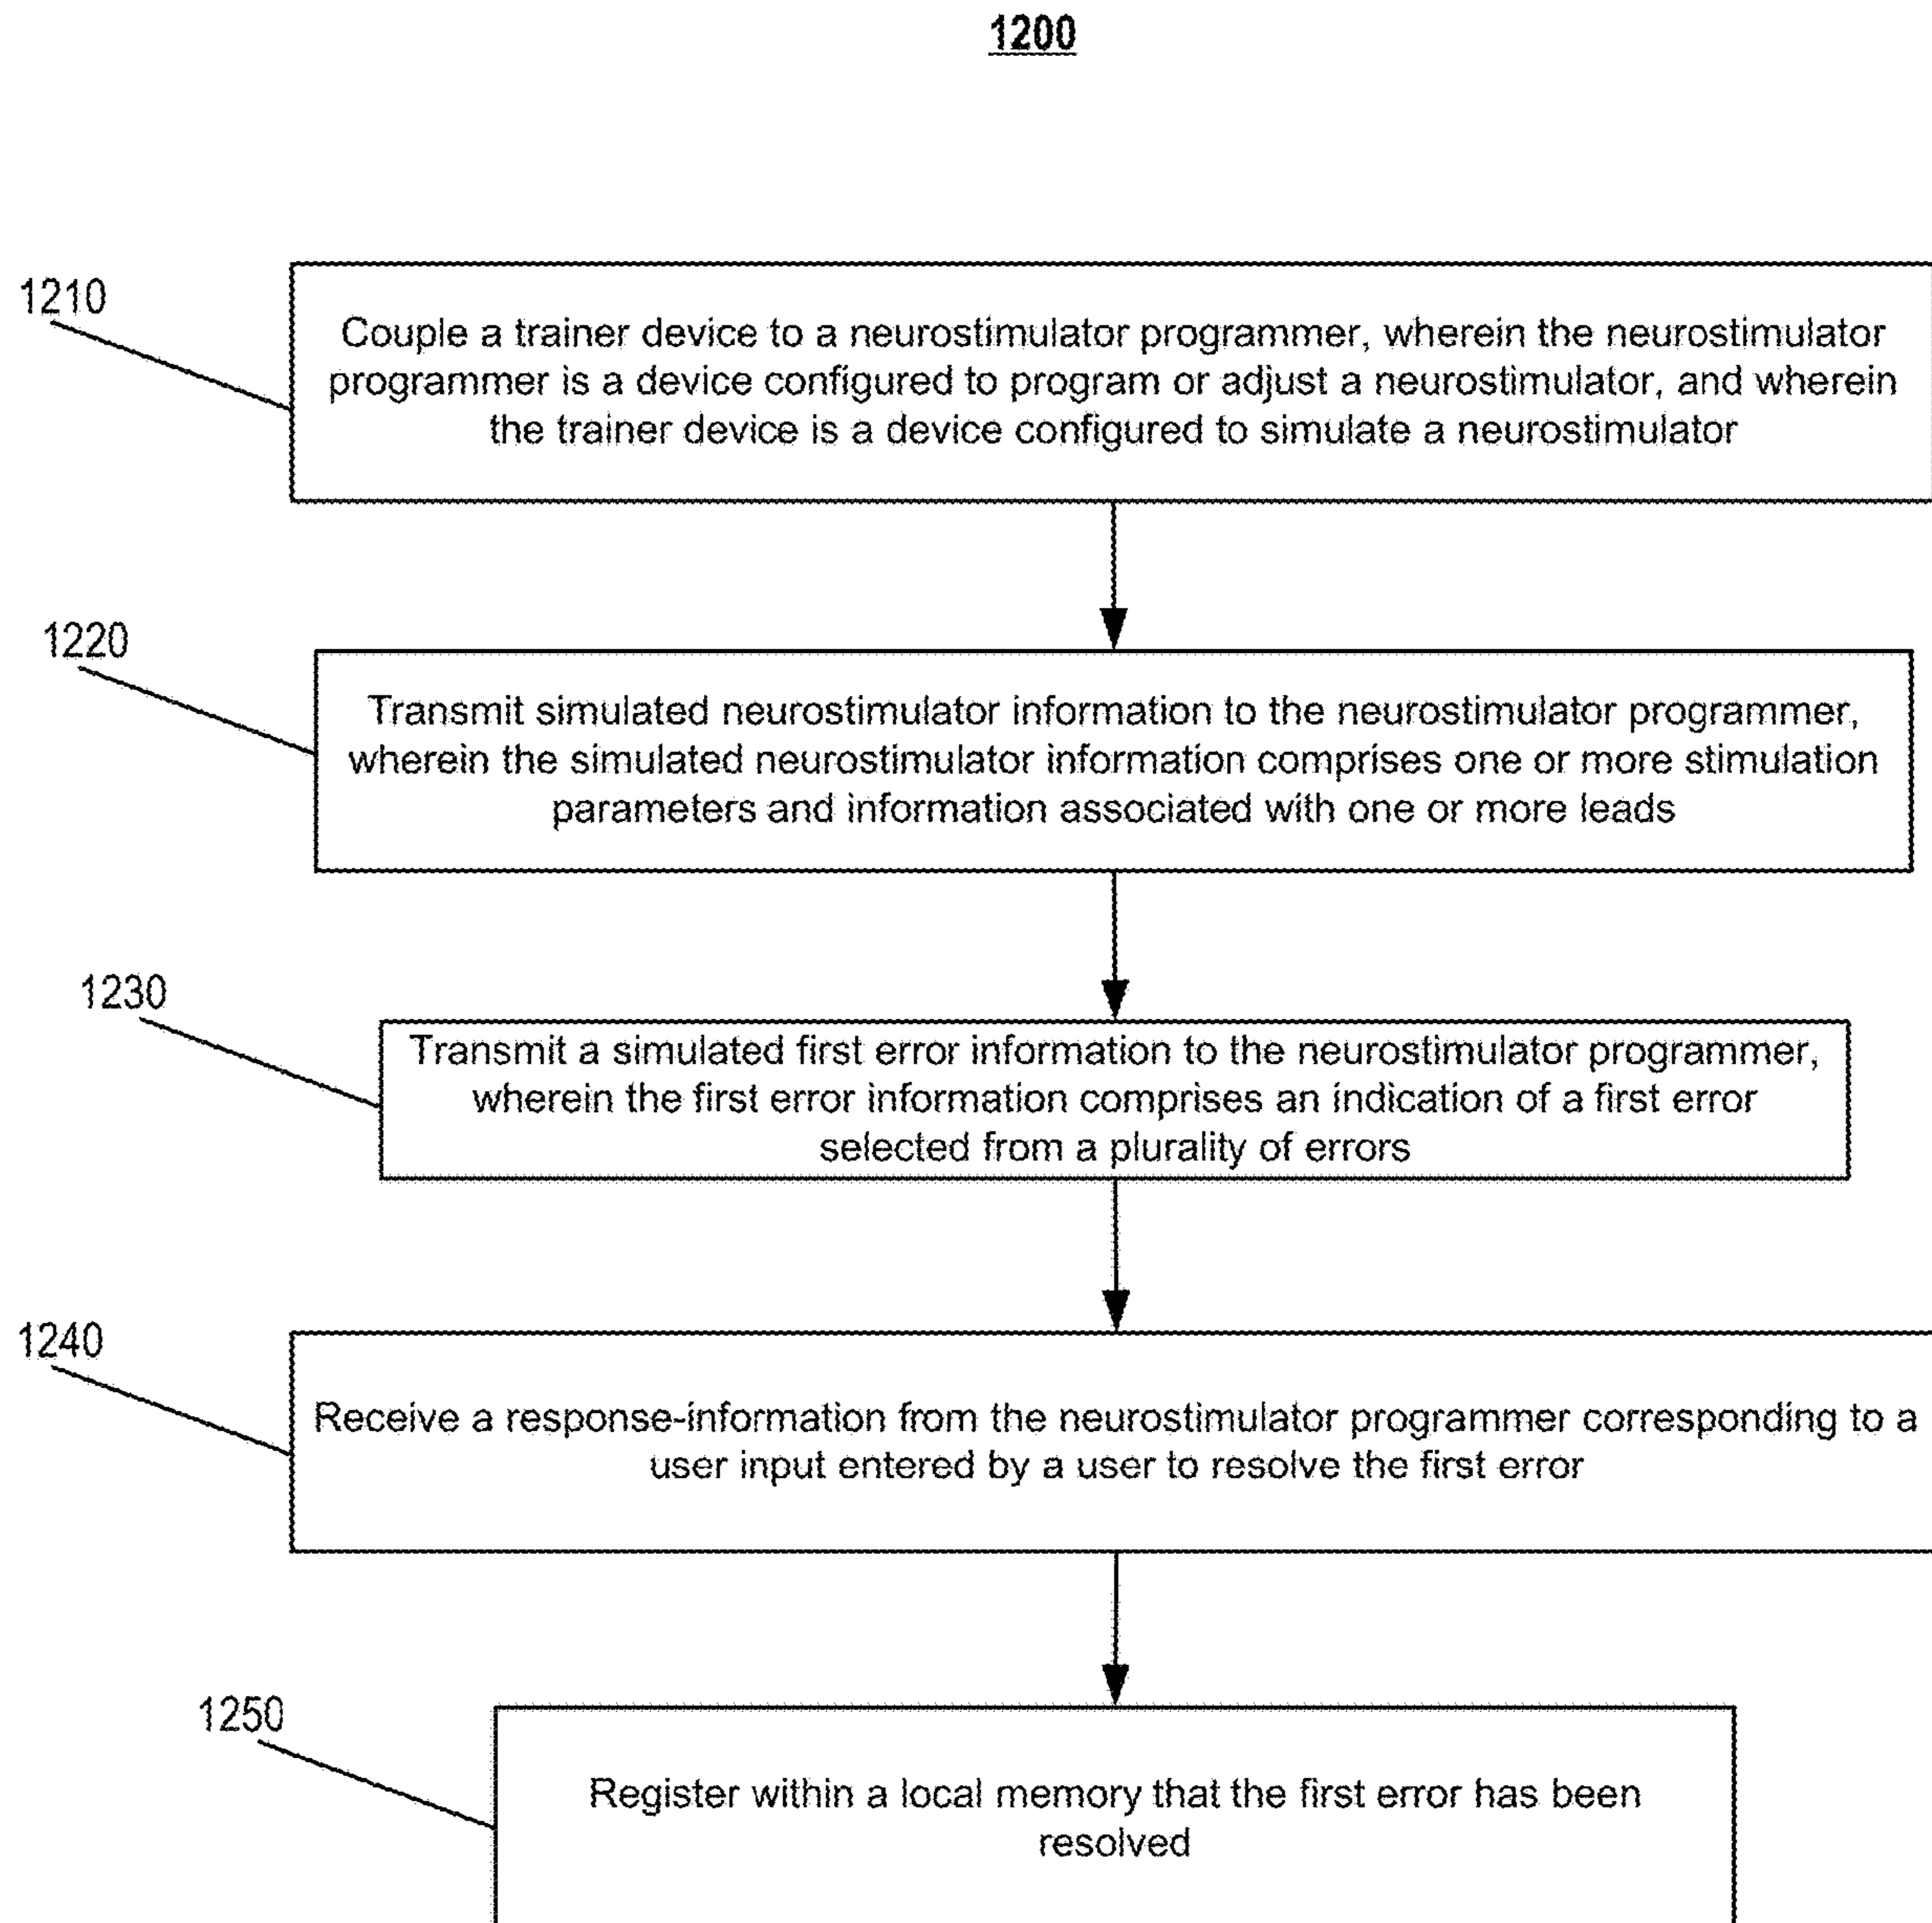 1200
1210
Couple a trainer device to a neurostimulator programmer, wherein the neurostimulator
programmer is a device configured to program or adjust a neurostimulator, and wherein
the trainer device is a device configured to simulate a neurostimulator
1220
Transmit simulated neurostimulator information to the neurostimulator programmer,
wherein the simulated neurostimulator information comprises one or more stimulation
parameters and information associated with one or more leads
1230
Transmit a simulated first error information to the neurostimulator programmer,
wherein the first error information comprises an indication of a first error
selected from a plurality of errors
1240
Receive a response-information from the neurostimulator programmer corresponding to a
user input entered by a user to resolve the first error
1250
Register within a local memory that the first error has been
resolved